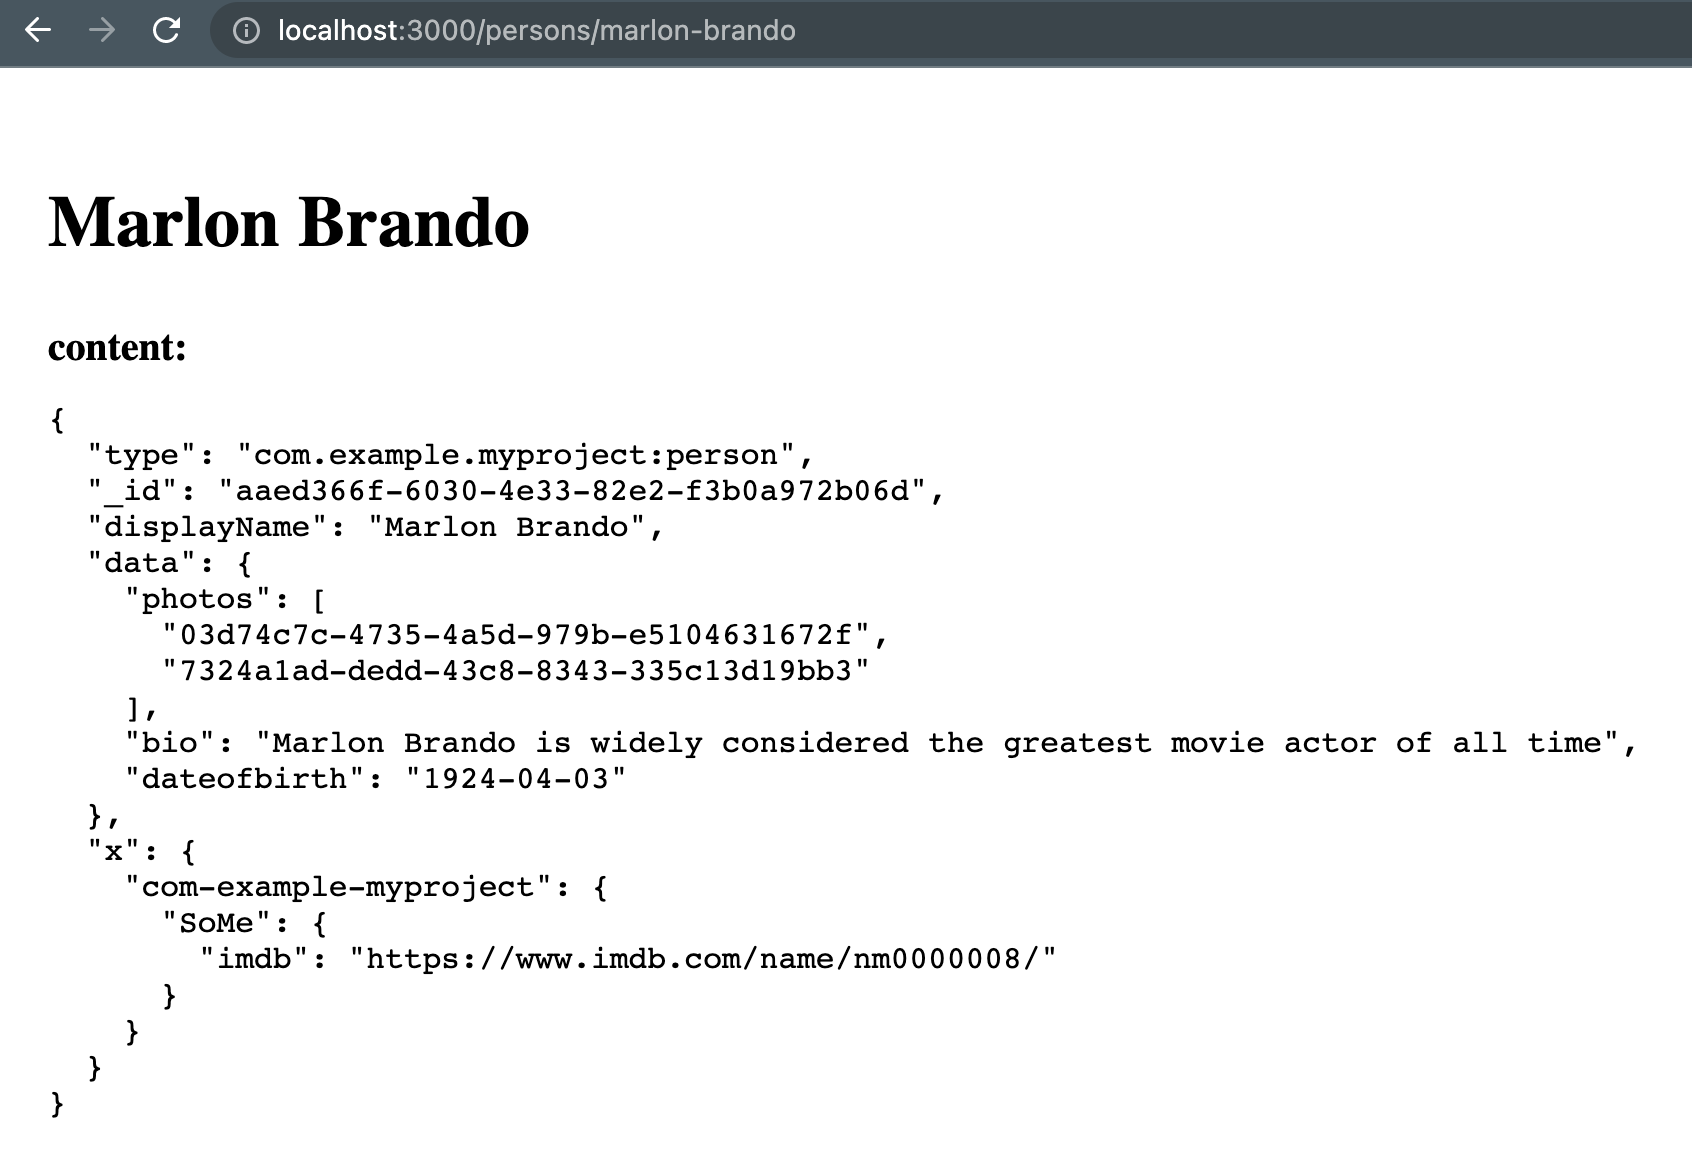 localhost:3000/persons/marlon-brando
Marlon Brando
content:
{
  "type": "com.example.myproject:person",
  "_id": "aaed366f-6030-4e33-82e2-f3b0a972b06d",
  "displayName": "Marlon Brando",
  "data": {
    "photos": [
      "03d74c7c-4735-4a5d-979b-e5104631672f",
      "7324a1ad-dedd-43c8-8343-335c13d19bb3"
    ],
    "bio": "Marlon Brando is widely considered the greatest movie actor of all time",
    "dateofbirth": "1924-04-03"
  },
  "x": {
    "com-example-myproject": {
      "SoMe": {
        "imdb": "https://www.imdb.com/name/nm0000008/"
      }
    }
  }
}